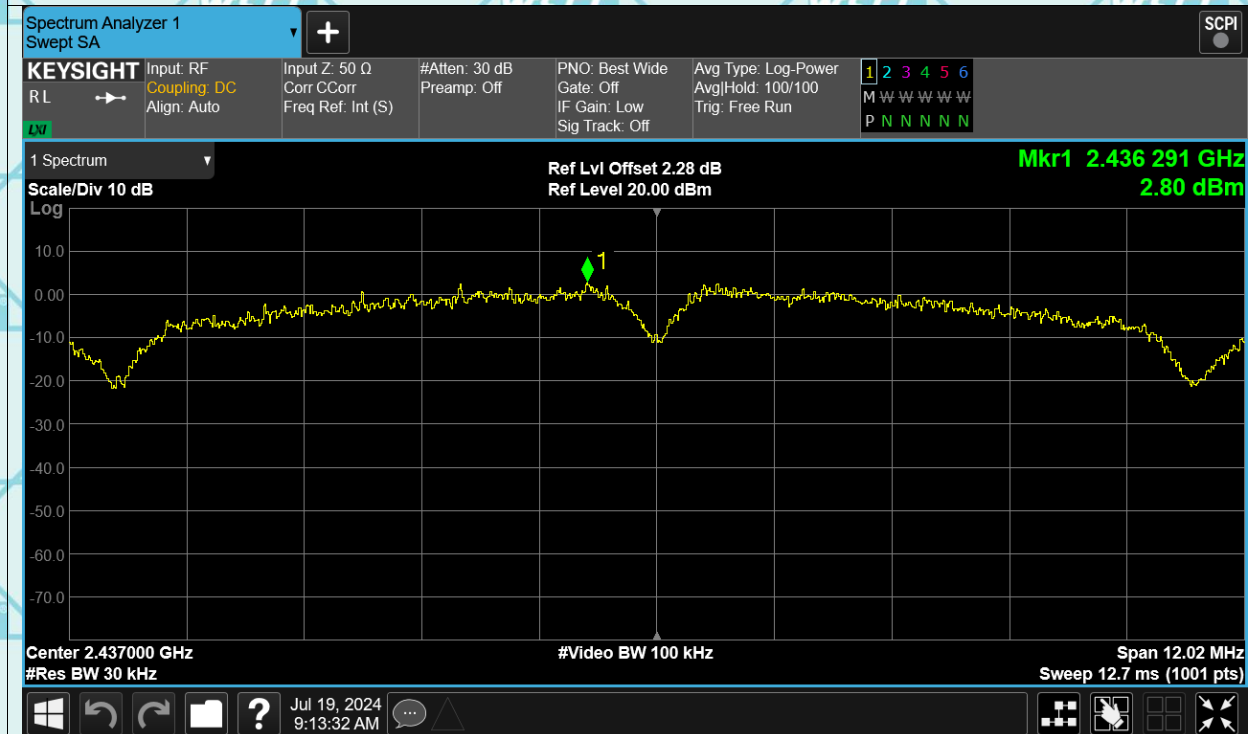 Spectrum Analyzer 1
Swept SA
▼
+
SCPI
KEYSIGHT
RL
LXI
Input: RF
Coupling: DC
Align: Auto
Input Z: 50 Ω
Corr CCorr
Freq Ref: Int (S)
#Atten: 30 dB
Preamp: Off
PNO: Best Wide
Gate: Off
IF Gain: Low
Sig Track: Off
Avg Type: Log-Power
Avg|Hold: 100/100
Trig: Free Run
1 2 3 4 5 6
M W W W W W W
P N N N N N N
1 Spectrum ▼
Scale/Div 10 dB
Ref Lvl Offset 2.28 dB
Ref Level 20.00 dBm
Mkr1 2.436 291 GHz
2.80 dBm
Log
10.0
0.00
-10.0
-20.0
-30.0
-40.0
-50.0
-60.0
-70.0
1
Center 2.437000 GHz
#Res BW 30 kHz
#Video BW 100 kHz
Span 12.02 MHz
Sweep 12.7 ms (1001 pts)
?
Jul 19, 2024
9:13:32 AM